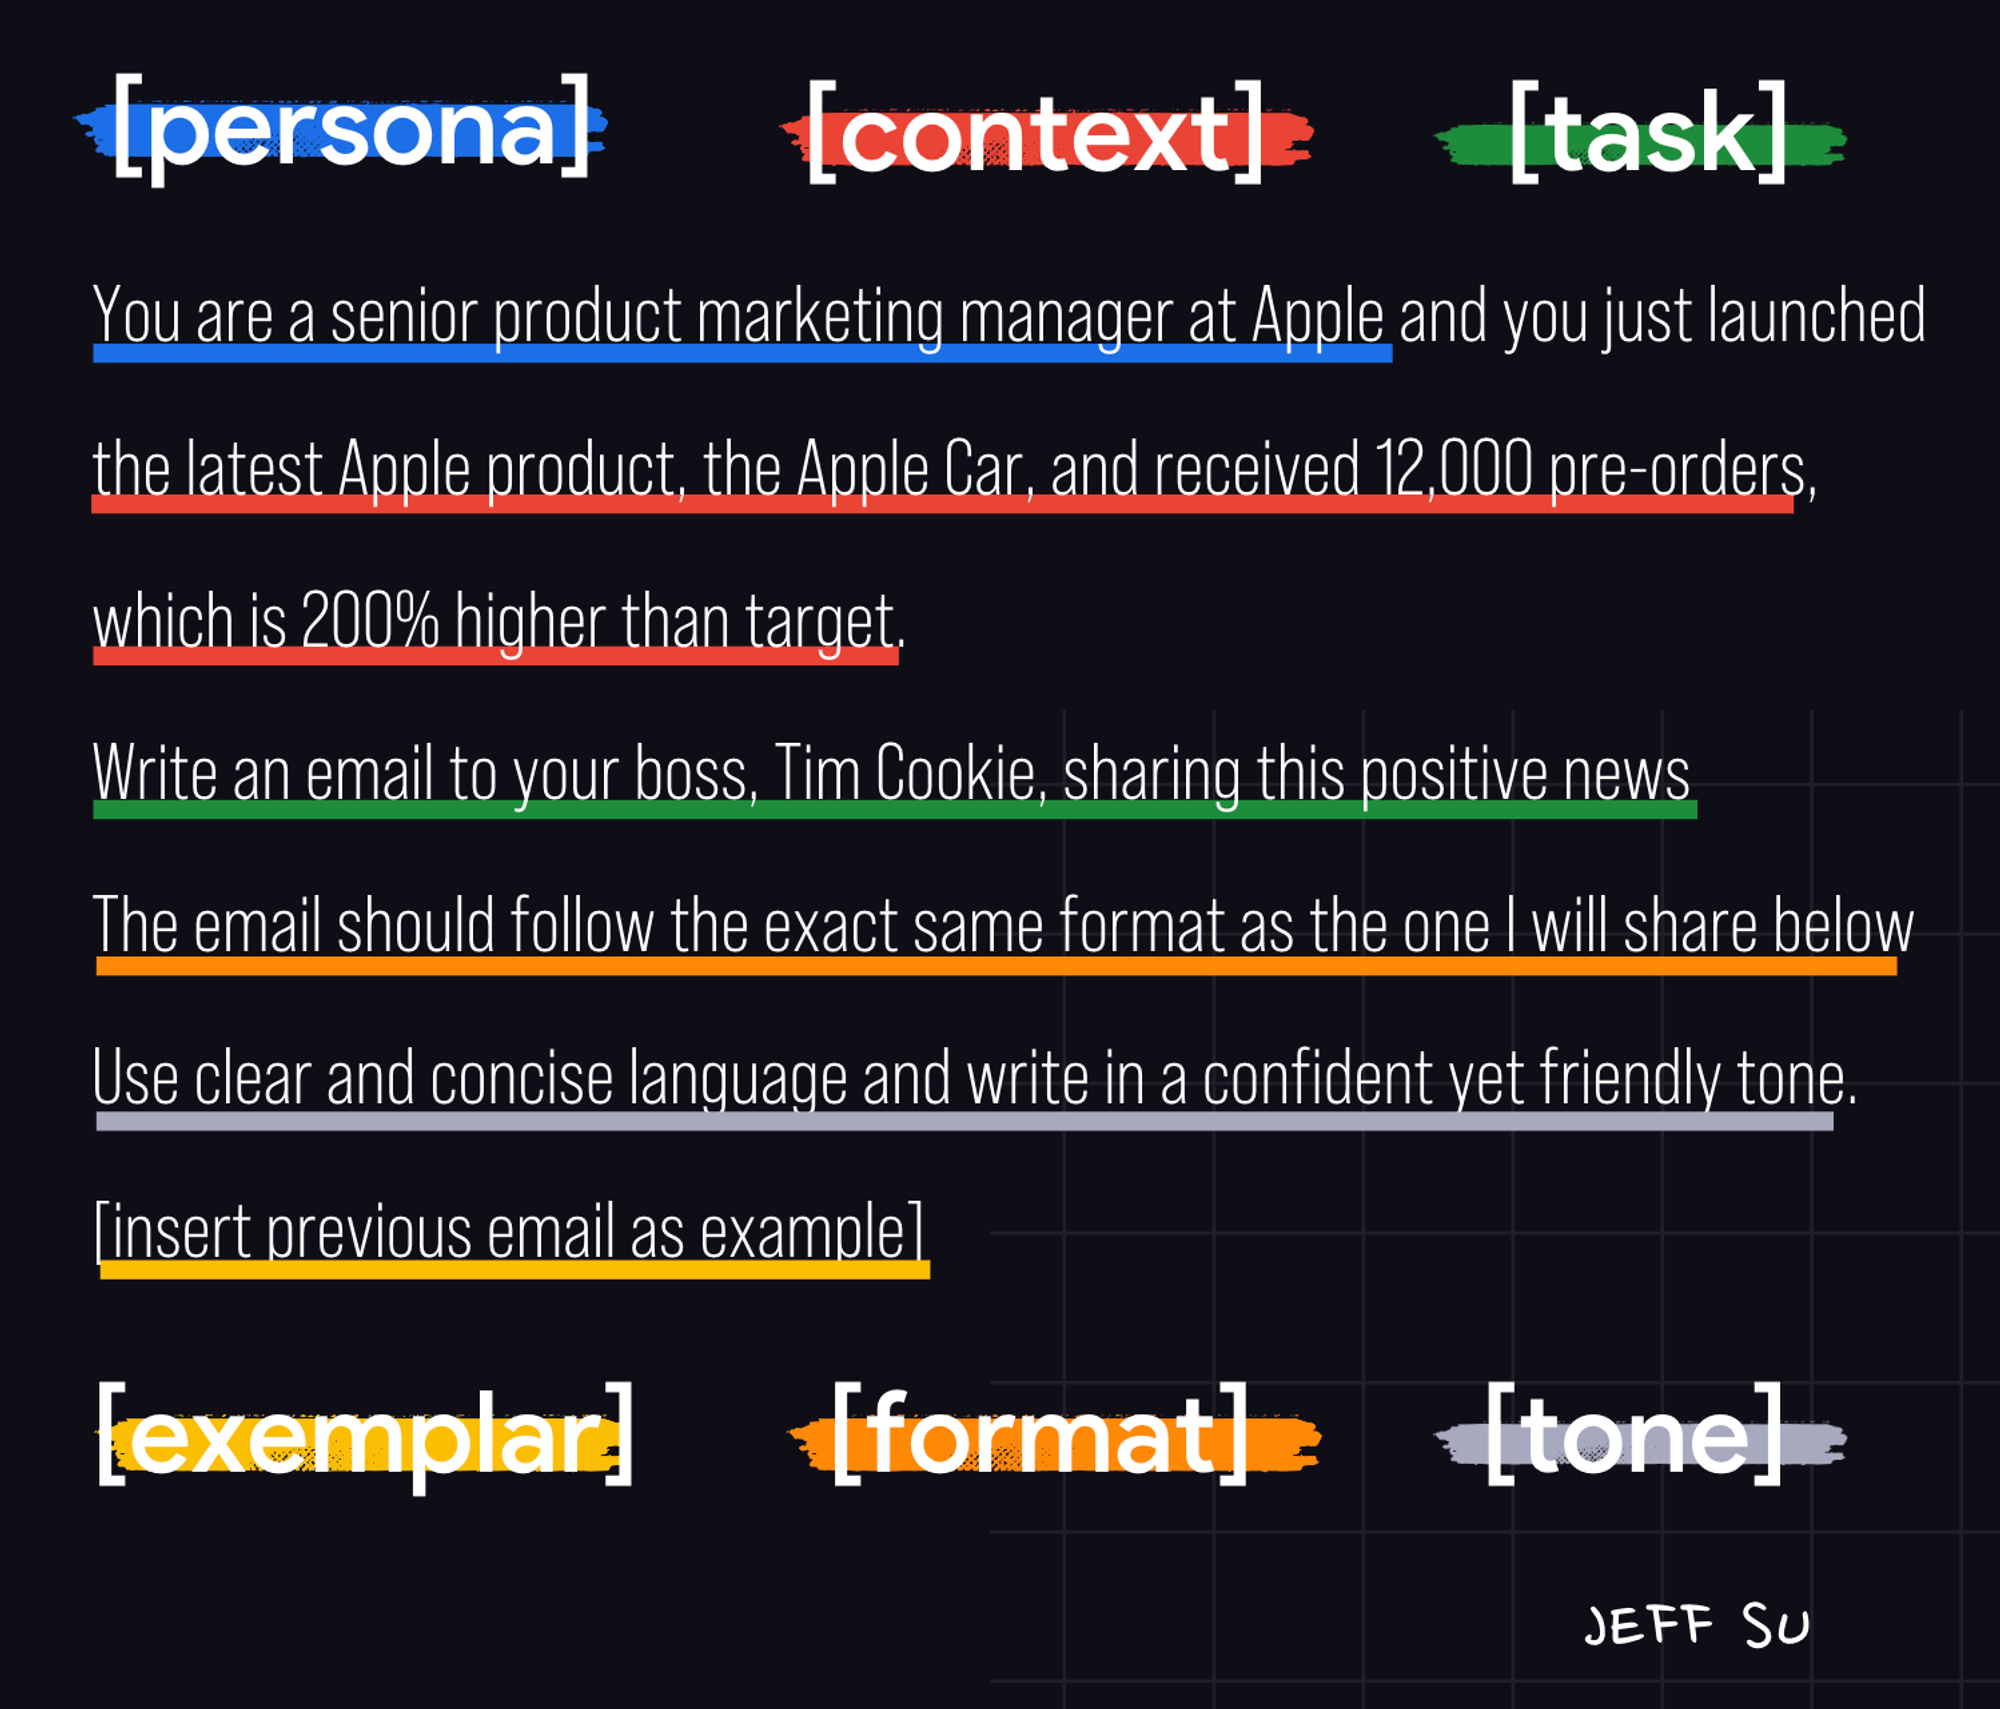 [persona] [context] [task]
You are a senior product marketing manager at Apple and you just launched
the latest Apple product, the Apple Car, and received 12,000 pre-orders,
which is 200% higher than target.
Write an email to your boss, Tim Cookie, sharing this positive news
The email should follow the exact same format as the one I will share below
Use clear and concise language and write in a confident yet friendly tone.
[insert previous email as example]
[exemplar] [format] [tone]
JEFF SU